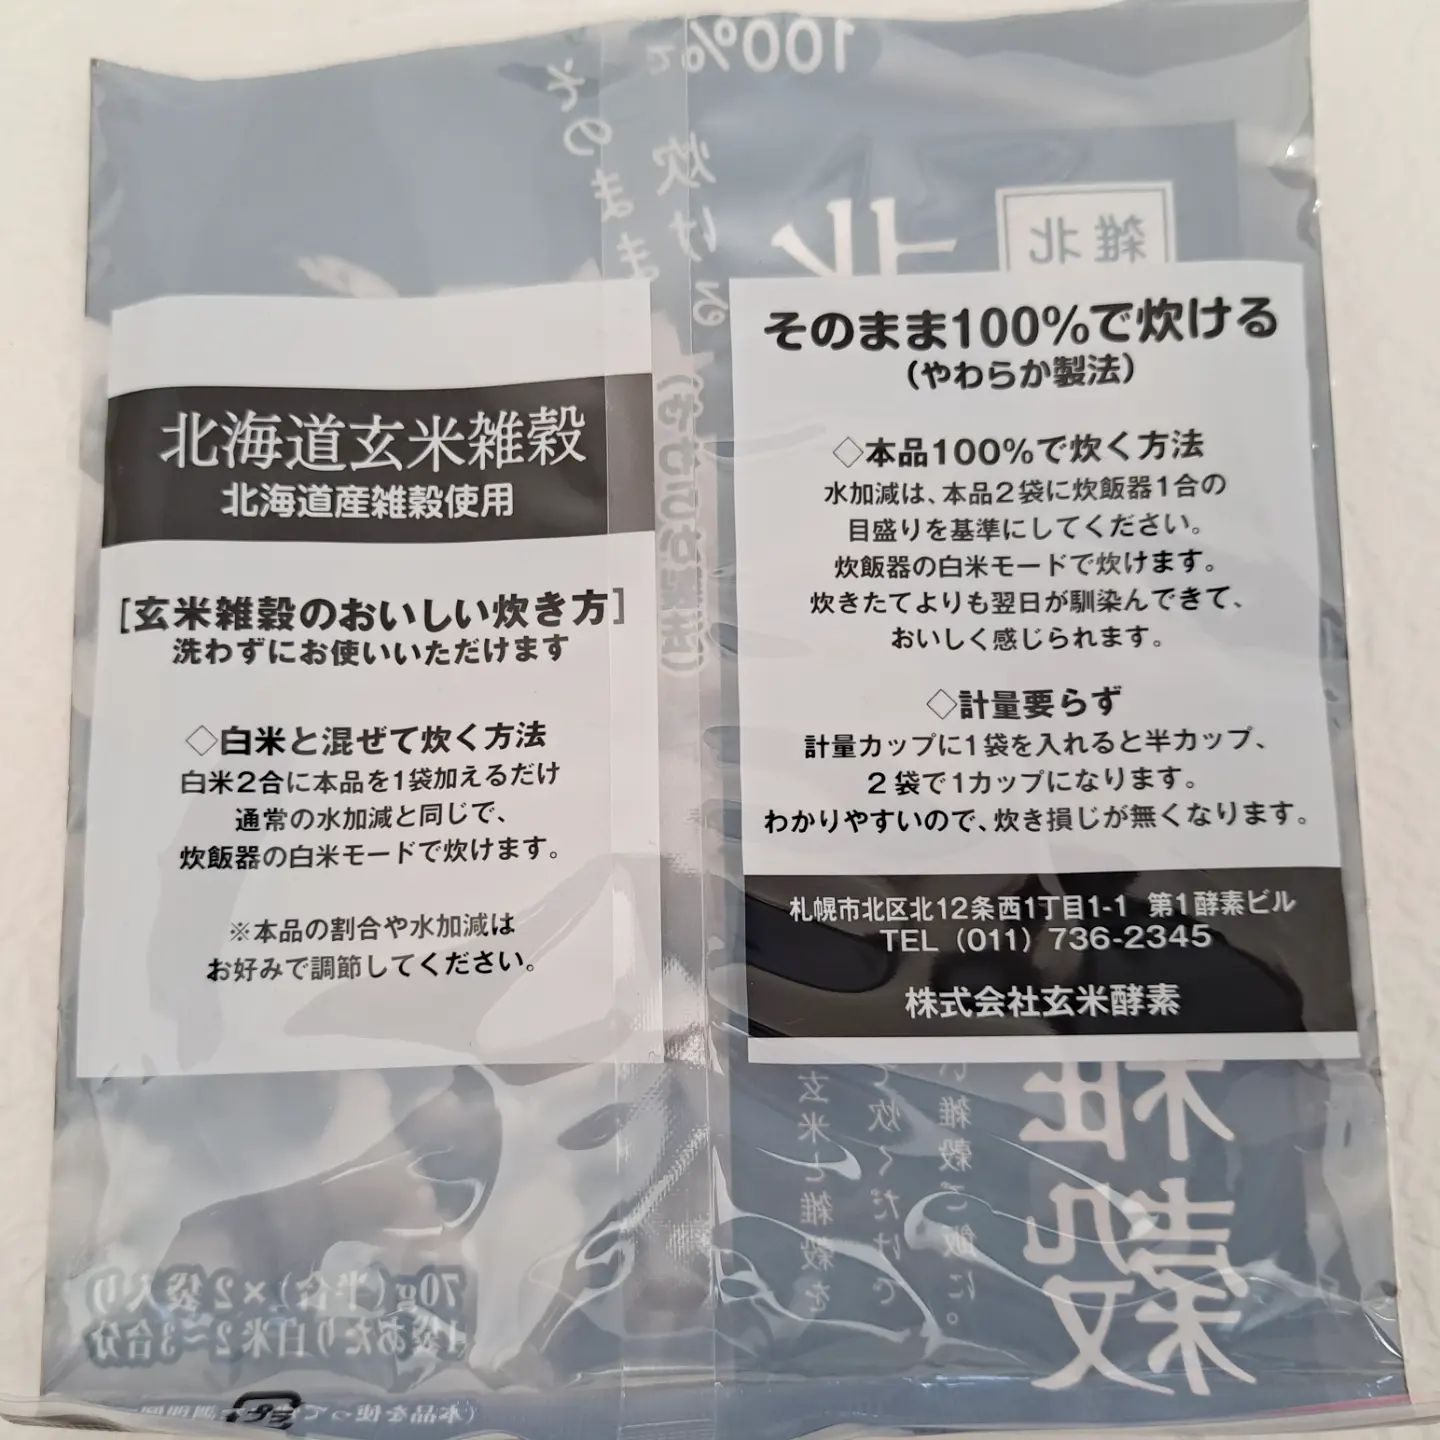 北海道玄米雑穀
北海道産雑穀使用
[玄米雑穀のおいしい炊き方]
洗わずにお使いいただけます
◇白米と混ぜて炊く方法
白米2合に本品を1袋加えるだけ
通常の水加減と同じで、
炊飯器の白米モードで炊けます。
※本品の割合や水加減は
お好みで調節してください。
そのまま100%で炊ける
(やわらか製法)
◇本品100%で炊く方法
水加減は、本品2袋に炊飯器1合の
目盛りを基準にしてください。
炊飯器の白米モードで炊けます。
炊きたてよりも翌日が馴染んできて、
おいしく感じられます。
◇計量要らず
計量カップに1袋を入れると半カップ、
2袋で1カップになります。
わかりやすいので、炊き損じが無くなります。
札幌市北区北12条西1丁目1-1 第1酵素ビル
TEL (011) 736-2345
株式会社玄米酵素
70g(半合)×2袋入り
1袋あたり白米2~3合分